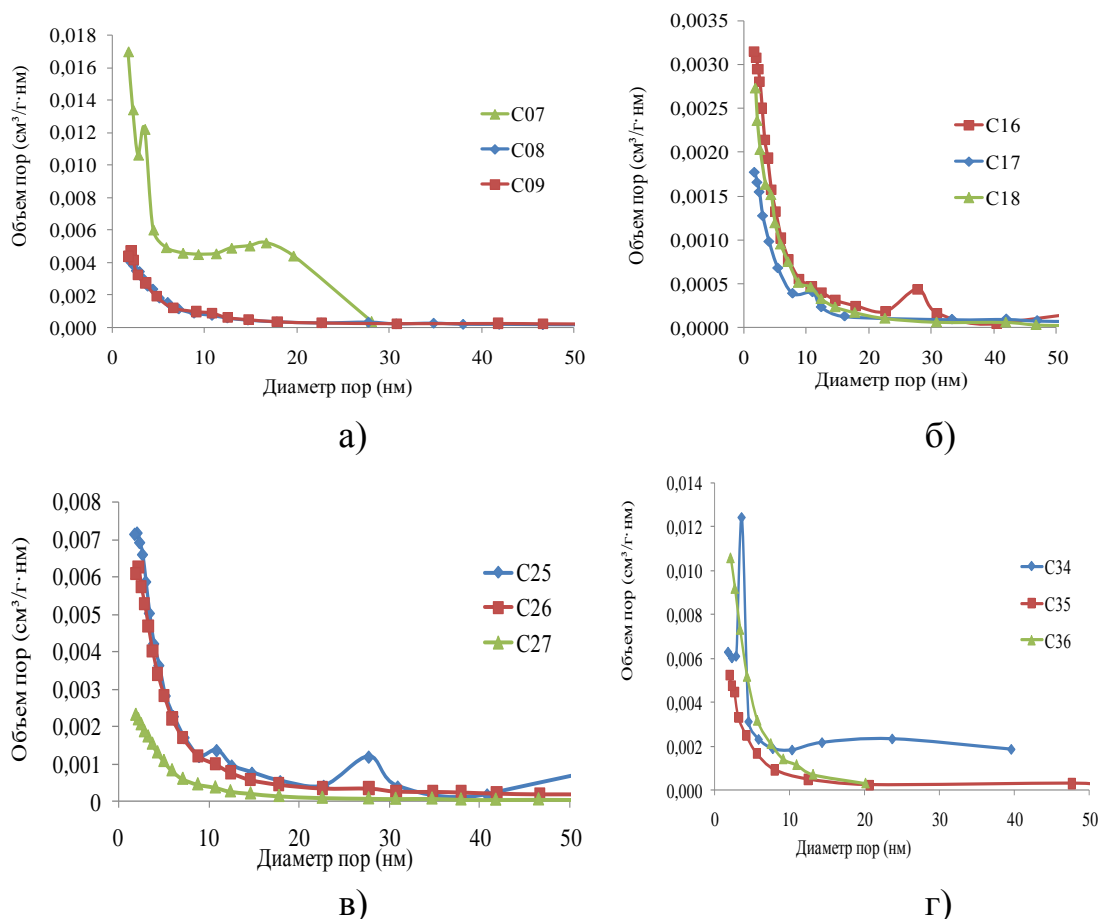 0,018
0,016
0,014
0,012
0,010
0,008
0,006
0,004
0,002
0,000
Объем пор (см³/г·нм)
0 10 20 30 40 50
Диаметр пор (нм)
C07
C08
C09
а)
0,0035
0,0030
0,0025
0,0020
0,0015
0,0010
0,0005
0,0000
Объем пор (см³/г·нм)
0 10 20 30 40 50
Диаметр пор (нм)
C16
C17
C18
б)
0,008
0,007
0,006
0,005
0,004
0,003
0,002
0,001
0
Объем пор (см³/г·нм)
0 10 20 30 40 50
Диаметр пор (нм)
C25
C26
C27
в)
0,014
0,012
0,010
0,008
0,006
0,004
0,002
0,000
Объем пор (см³/г·нм)
0 10 20 30 40 50
Диаметр пор (нм)
C34
C35
C36
г)